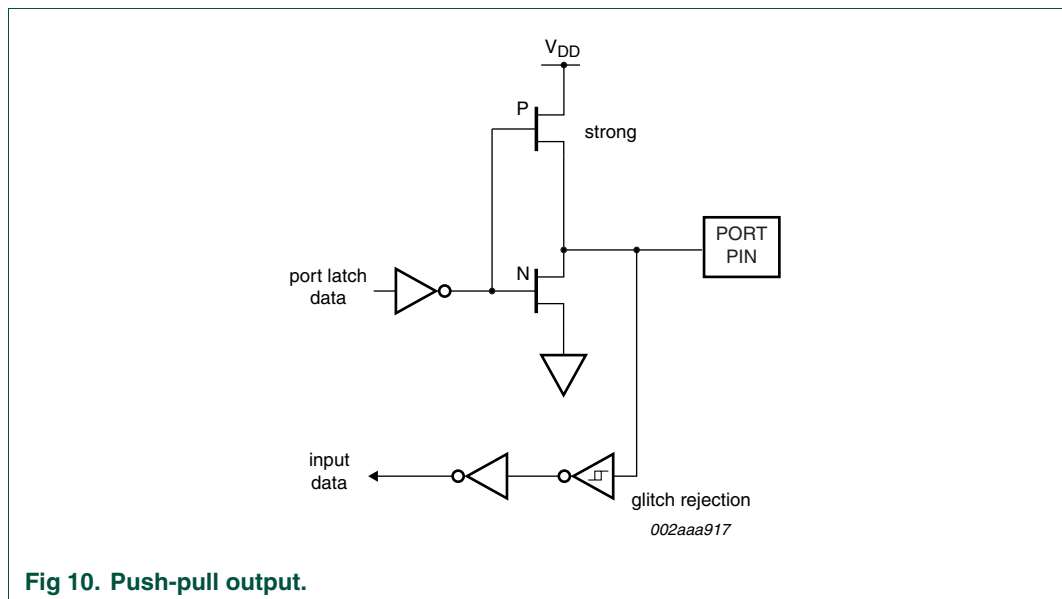 VDD
P
strong
PORT
PIN
N
port latch
data
input
data
glitch rejection
002aaa917
Fig 10. Push-pull output.